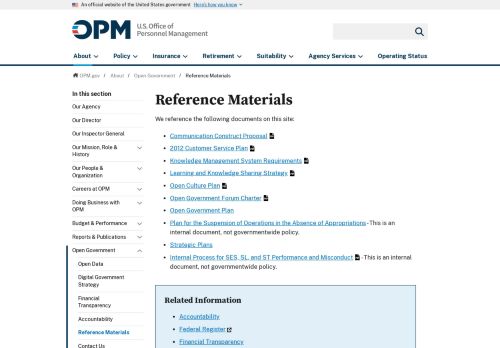 An official website of the United States government Here's how you know
OPM U.S. Office of
Personnel Management
About Policy Insurance Retirement Suitability Agency Services Operating Status
OPM.gov / About / Open Government / Reference Materials
In this section
Our Agency
Our Director
Our Inspector General
Our Mission, Role &
History
Our People &
Organization
Careers at OPM
Doing Business with
OPM
Budget & Performance
Reports & Publications
Open Government
Open Data
Digital Government
Strategy
Financial
Transparency
Accountability
Reference Materials
Contact Us
Reference Materials
We reference the following documents on this site:
Communication Construct Proposal
2012 Customer Service Plan
Knowledge Management System Requirements
Learning and Knowledge Sharing Strategy
Open Culture Plan
Open Government Forum Charter
Open Government Plan
Plan for the Suspension of Operations in the Absence of Appropriations - This is an
internal document, not governmentwide policy.
Strategic Plans
Internal Process for SES, SL, and ST Performance and Misconduct - This is an internal
document, not governmentwide policy.
Related Information
Accountability
Federal Register
Financial Transparency